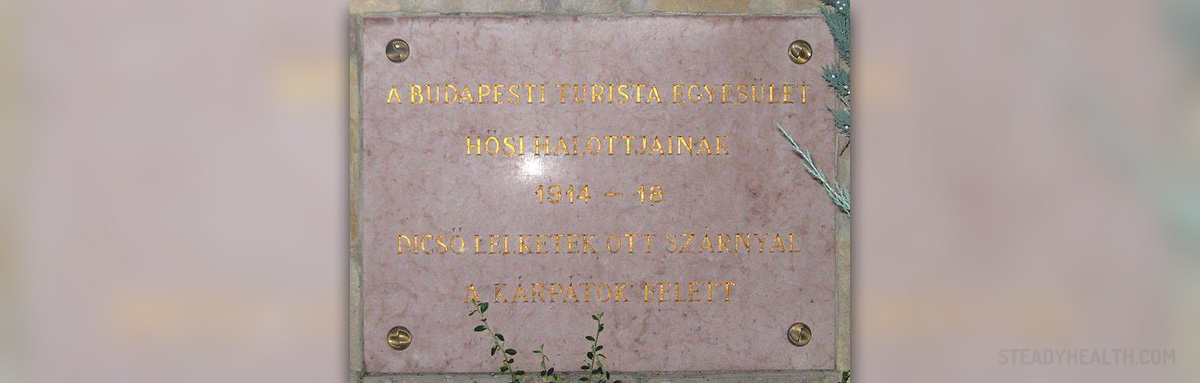 A BUDAPESTI TURISTA EGYESÜLET
HŐSI HALOTTJAINAK
1914 – 18
DICSŐ LELKETEK OTT SZÁRNYAL
A KÁRPÁTOK FELETT
STEADYHEALTH.COM